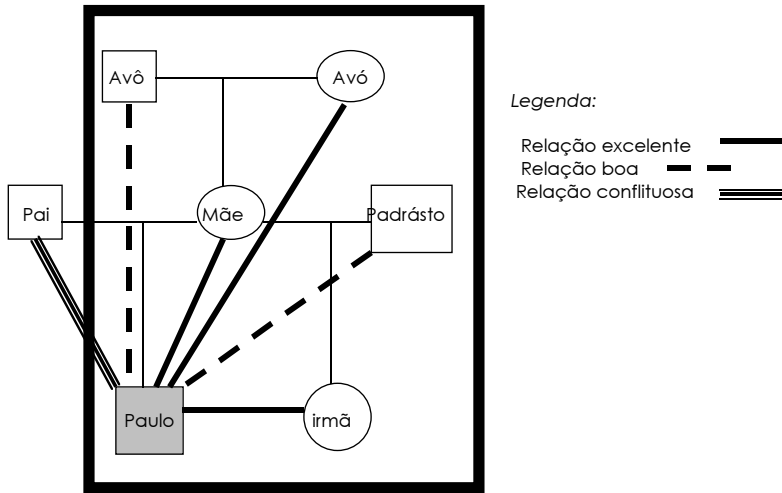 Avô
Avó
Legenda:
Relação excelente
Relação boa
Relação conflituosa
Pai
Mãe
Padrásto
Paulo
irmã